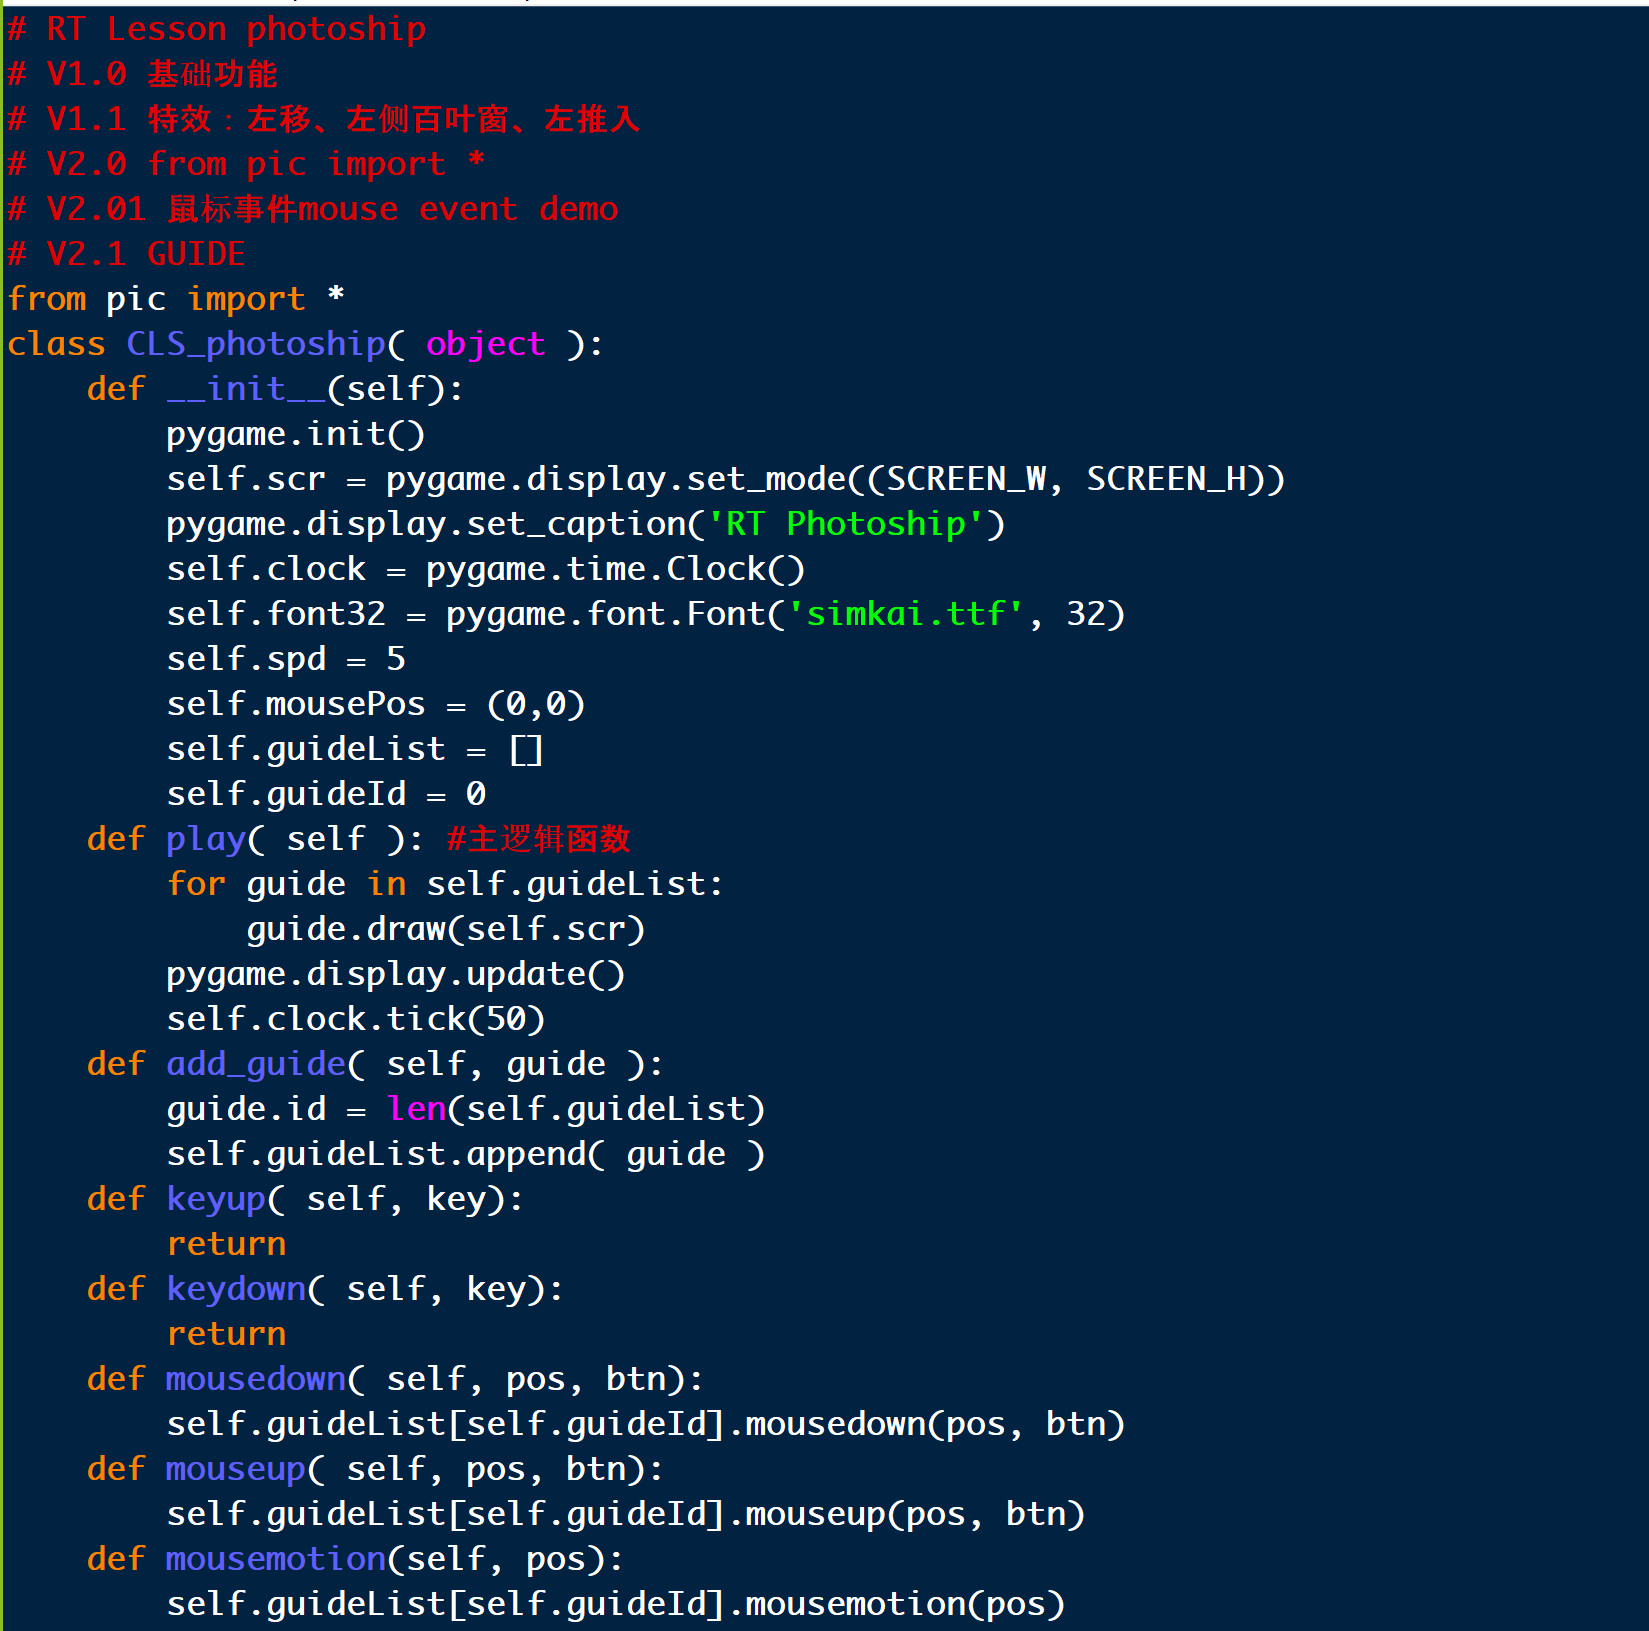 # RT Lesson photoship
# V1.0 基础功能
# V1.1 特效：左移、左侧百叶窗、左推入
# V2.0 from pic import *
# V2.01 鼠标事件mouse event demo
# V2.1 GUIDE
from pic import *
class CLS_photoship( object ):
    def __init__(self):
        pygame.init()
        self.scr = pygame.display.set_mode((SCREEN_W, SCREEN_H))
        pygame.display.set_caption('RT Photoship')
        self.clock = pygame.time.Clock()
        self.font32 = pygame.font.Font('simkai.ttf', 32)
        self.spd = 5
        self.mousePos = (0,0)
        self.guideList = []
        self.guideId = 0
    def play( self ): #主逻辑函数
        for guide in self.guideList:
            guide.draw(self.scr)
        pygame.display.update()
        self.clock.tick(50)
    def add_guide( self, guide ):
        guide.id = len(self.guideList)
        self.guideList.append( guide )
    def keyup( self, key):
        return
    def keydown( self, key):
        return
    def mousedown( self, pos, btn):
        self.guideList[self.guideId].mousedown(pos, btn)
    def mouseup( self, pos, btn):
        self.guideList[self.guideId].mouseup(pos, btn)
    def mousemotion(self, pos):
        self.guideList[self.guideId].mousemotion(pos)